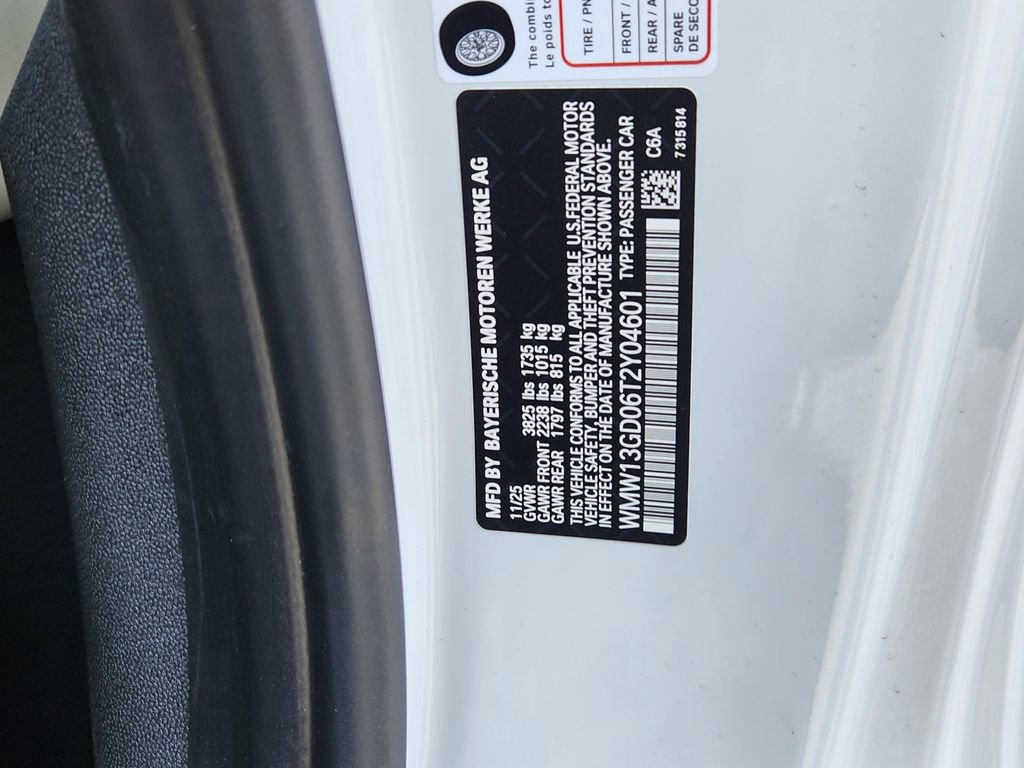 The combi
Le poids to
TIRE / PN
FRONT /
REAR / A
SPARE
DE SECO
MFD BY BAYERISCHE MOTOREN WERKE AG
11/25
GVWR 3825 lbs 1735 kg
GAWR FRONT 2238 lbs 1015 kg
GAWR REAR 1797 lbs 815 kg
THIS VEHICLE CONFORMS TO ALL APPLICABLE U.S. FEDERAL MOTOR
VEHICLE SAFETY, BUMPER AND THEFT PREVENTION STANDARDS
IN EFFECT ON THE DATE OF MANUFACTURE SHOWN ABOVE.
WMW13GD06T2Y04601 TYPE: PASSENGER CAR
C6A
7315814